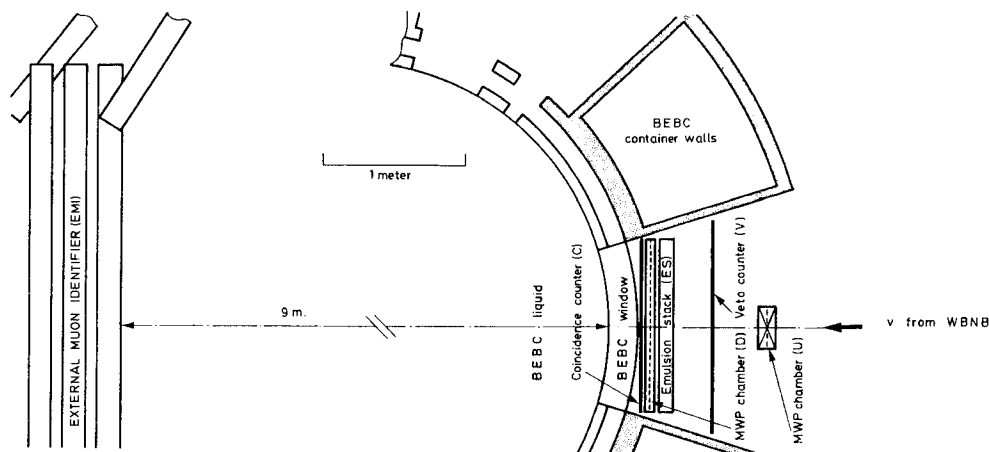 EXTERNAL MUON IDENTIFIER (EMI)
9 m.
1 meter
BEBC
container walls
BEBC liquid
Coincidence counter (C)
BEBC window
Emulsion stack (ES)
MWP chamber (D)
Veto counter (V)
MWP chamber (U)
ν from WBNB